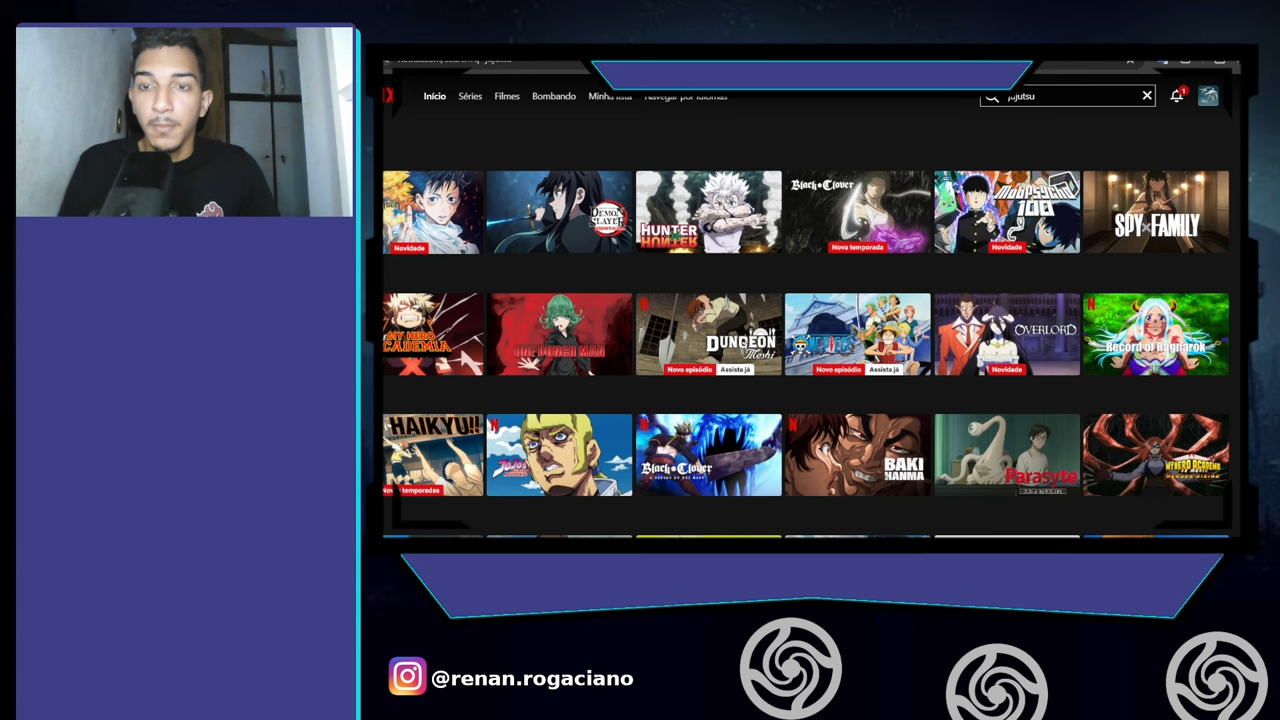 Início Séries Filmes Bombando Minha lista Navegar por idiomas jujutsu 1
Novidade
DEMON
SLAYER
HUNTER
HUNTER
Black Clover
Nova temporada
MOB PSYCHO
100
Novidade
SPY×FAMILY
MY HERO
ACADEMIA
ONE PUNCH MAN
DUNGEON
Meshi
Novo episódio Assista já
ONE PIECE
Novo episódio Assista já
OVERLORD
Novidade
Record of Ragnarok
HAIKYU!!
temporadas
JOJO'S
Black Clover
BAKI
HANMA
Parasyte
MY HERO ACADEMIA
@renan.rogaciano